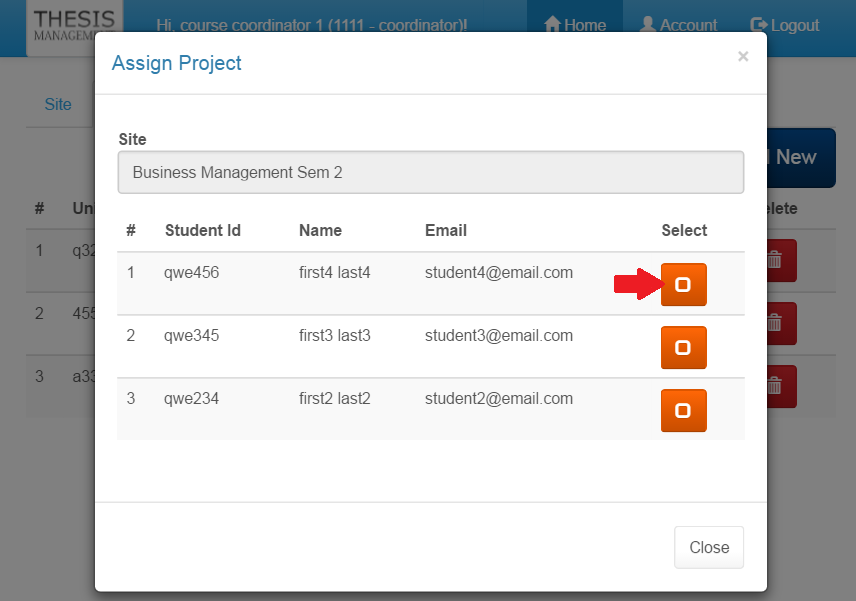 THESIS
MANAGEM
Hi, course coordinator 1 (1111 - coordinator)!
Home
Account
Logout
Assign Project
×
Site
Site
Business Management Sem 2
New
# Student Id Name Email Select
1 qwe456 first4 last4 student4@email.com
2 qwe345 first3 last3 student3@email.com
3 qwe234 first2 last2 student2@email.com
# Uni
lete
1 q32
2 455
3 a33
Close